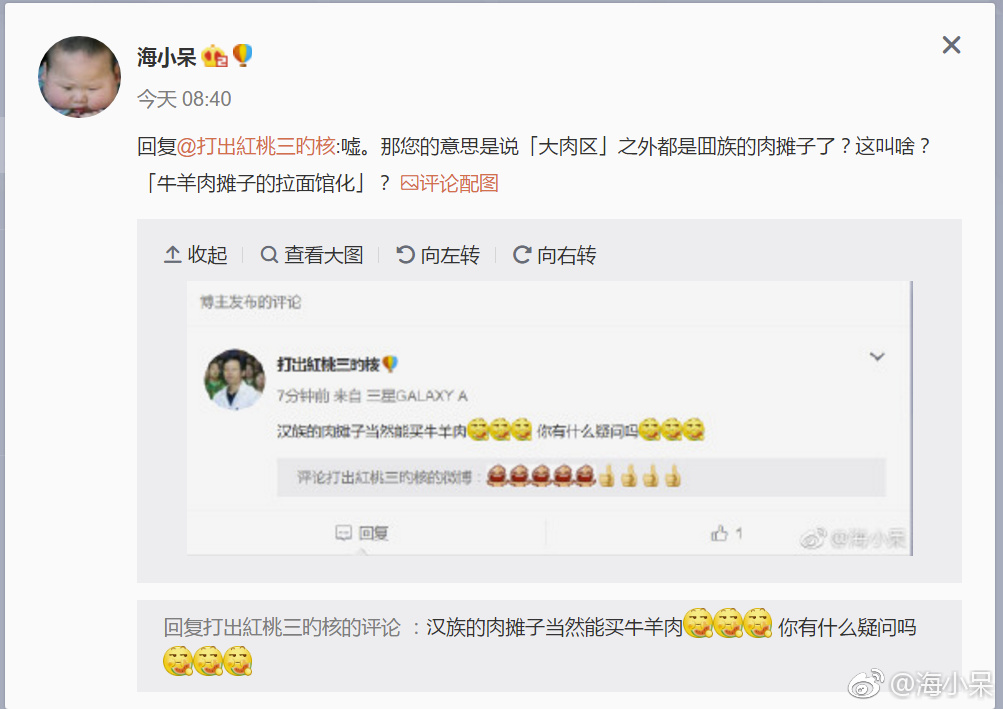 海小呆
今天 08:40
回复@打出紅桃三旳核:嘘。那您的意思是说「大肉区」之外都是囬族的肉摊子了？这叫啥？
「牛羊肉摊子的拉面馆化」？ 评论配图
收起 查看大图 向左转 向右转
博主发布的评论
打出紅桃三旳核
7分钟前 来自 三星GALAXY A
汉族的肉摊子当然能买牛羊肉 你有什么疑问吗
评论打出紅桃三旳核的微博：
回复 1
@海小呆
回复打出紅桃三旳核的评论 ：汉族的肉摊子当然能买牛羊肉 你有什么疑问吗
@海小呆